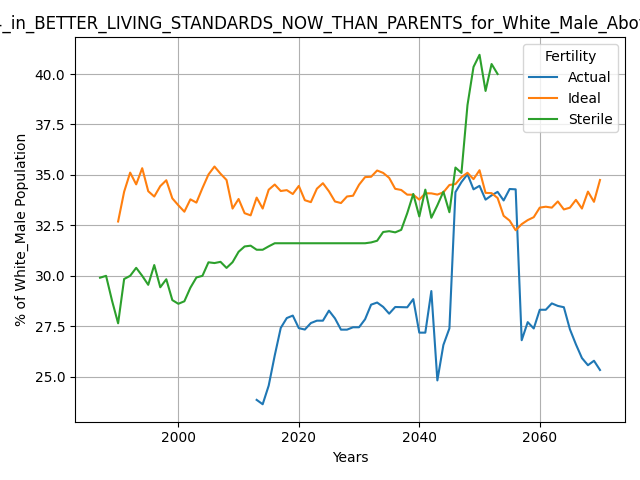 _in_BETTER_LIVING_STANDARDS_NOW_THAN_PARENTS_for_White_Male_Abo
Fertility
Actual
Ideal
Sterile
40.0
37.5
35.0
32.5
30.0
27.5
25.0
% of White_Male Population
2000
2020
2040
2060
Years